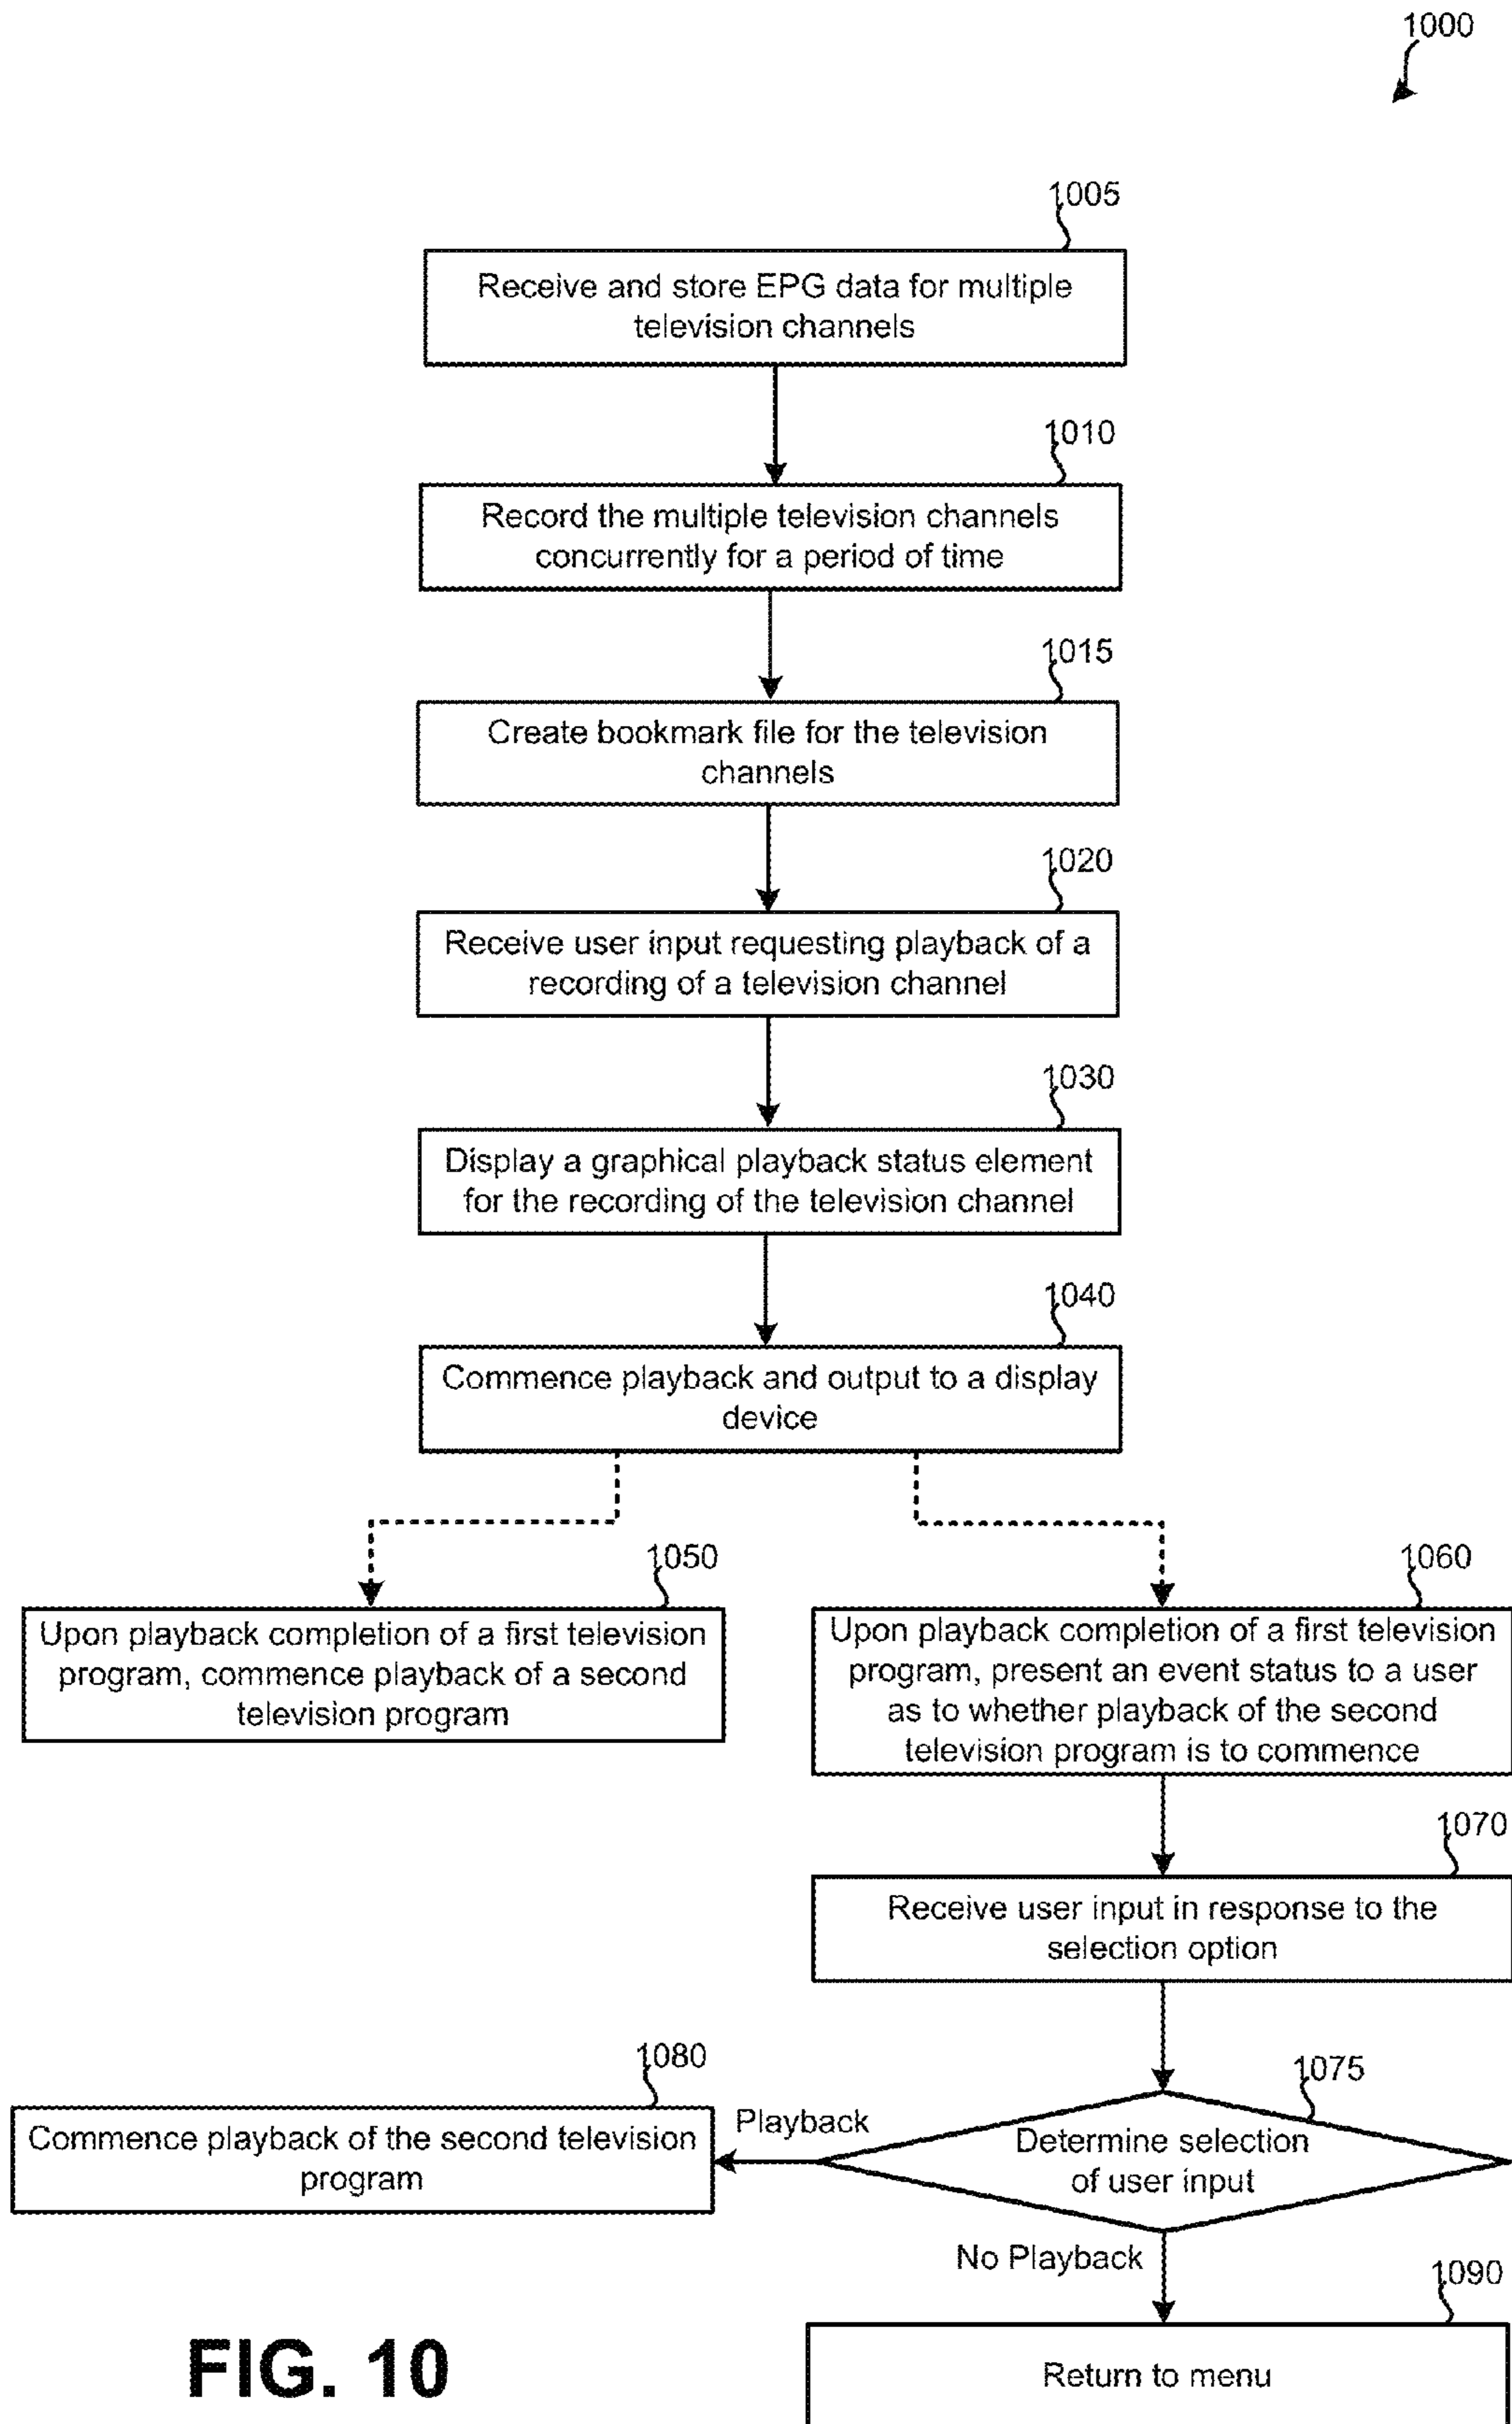 1000
1005
Receive and store EPG data for multiple
television channels
1010
Record the multiple television channels
concurrently for a period of time
1015
Create bookmark file for the television
channels
1020
Receive user input requesting playback of a
recording of a television channel
1030
Display a graphical playback status element
for the recording of the television channel
1040
Commence playback and output to a display
device
1050
Upon playback completion of a first television
program, commence playback of a second
television program
1060
Upon playback completion of a first television
program, present an event status to a user
as to whether playback of the second
television program is to commence
1070
Receive user input in response to the
selection option
1075
Determine selection
of user input
Playback
1080
Commence playback of the second television
program
No Playback
1090
Return to menu
FIG. 10